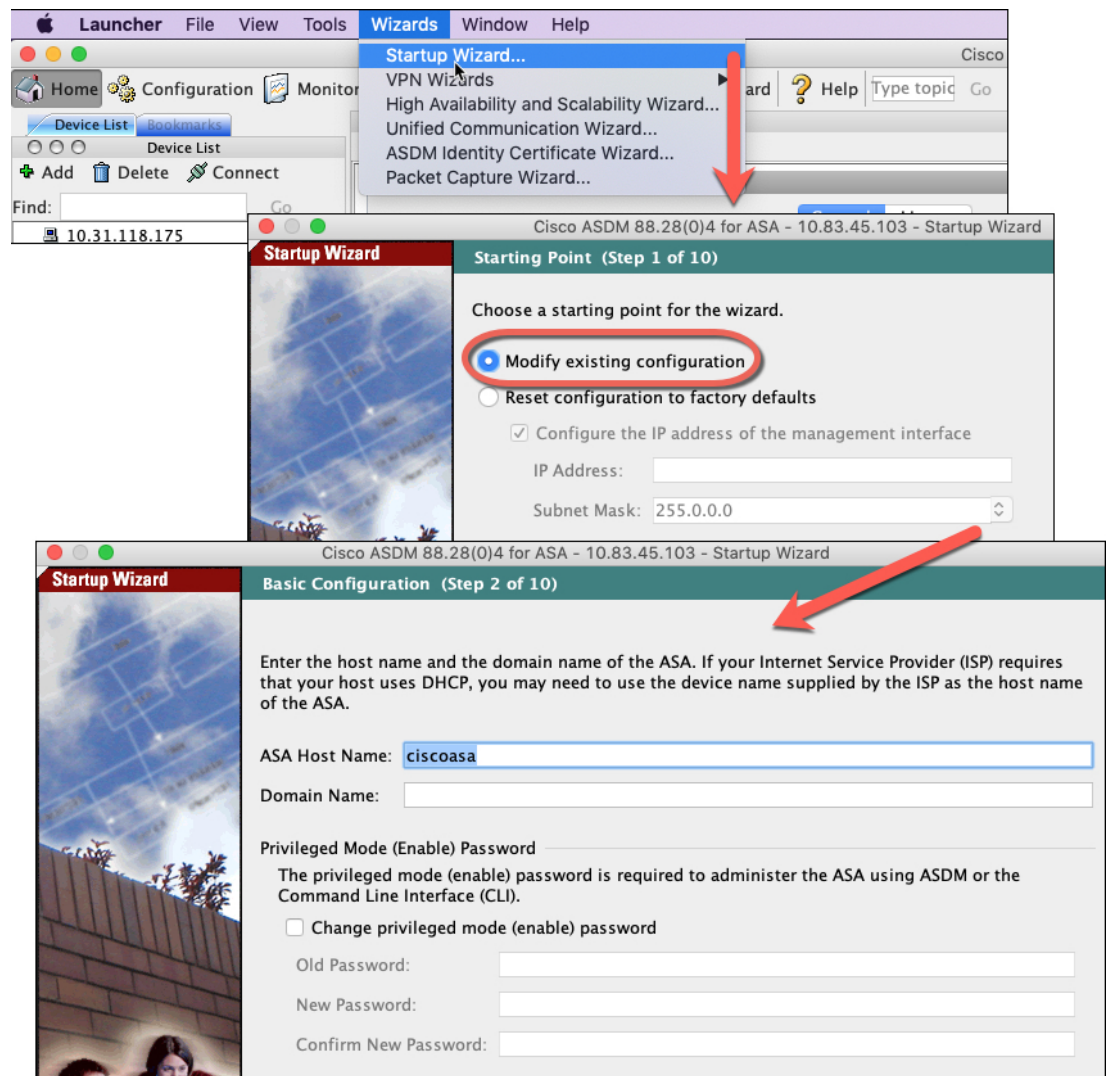 Launcher File View Tools Wizards Window Help
Startup Wizard...
Cisco
VPN Wizards
Home Configuration Monitor ard Help Type topic Go
High Availability and Scalability Wizard...
Device List Bookmarks
Unified Communication Wizard...
Device List
ASDM Identity Certificate Wizard...
Add Delete Connect
Packet Capture Wizard...
Find: Go
10.31.118.175
Cisco ASDM 88.28(0)4 for ASA - 10.83.45.103 - Startup Wizard
Startup Wizard
Starting Point (Step 1 of 10)
Choose a starting point for the wizard.
Modify existing configuration
Reset configuration to factory defaults
Configure the IP address of the management interface
IP Address:
Subnet Mask: 255.0.0.0
Cisco ASDM 88.28(0)4 for ASA - 10.83.45.103 - Startup Wizard
Startup Wizard
Basic Configuration (Step 2 of 10)
Enter the host name and the domain name of the ASA. If your Internet Service Provider (ISP) requires
that your host uses DHCP, you may need to use the device name supplied by the ISP as the host name
of the ASA.
ASA Host Name: ciscoasa
Domain Name:
Privileged Mode (Enable) Password
The privileged mode (enable) password is required to administer the ASA using ASDM or the
Command Line Interface (CLI).
Change privileged mode (enable) password
Old Password:
New Password:
Confirm New Password: